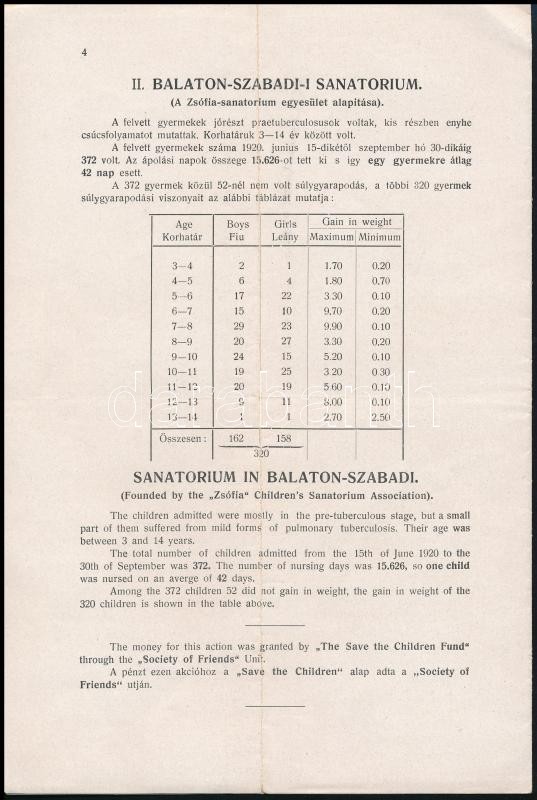 4
II. BALATON-SZABADI-I SANATORIUM.
(A Zsófia-sanatorium egyesület alapitása).
A felvett gyermekek jórészt praetuberculosusok voltak, kis részben enyhe
csúcsfolyamatot mutattak. Korhatáruk 3—14 év között volt.
A felvett gyermekek száma 1920. junius 15-dikétől szeptember hó 30-dikáig
372 volt. Az ápolási napok összege 15.626-ot tett ki s igy egy gyermekre átlag
42 nap esett.
A 372 gyermek közül 52-nél nem volt súlygyarapodás, a többi 320 gyermek
súlygyarapodási viszonyait az alábbi táblázat mutatja:
Age Boys Girls Gain in weight
Korhatár Fiu Leány Maximum Minimum
3—4 2 1 1.70 0.20
4—5 6 4 1.80 0.70
5—6 17 22 3.30 0.10
6—7 15 10 9.70 0.20
7—8 29 23 9.90 0.10
8—9 20 27 3.30 0.20
9—10 24 15 5.20 0.10
10—11 19 25 3.20 0.30
11—12 20 19 5.60 0.10
12—13 9 11 8.00 0.10
13—14 1 1 2.70 2.50
Összesen: 162 158
320
SANATORIUM IN BALATON-SZABADI.
(Founded by the „Zsófia“ Children's Sanatorium Association).
The children admitted were mostly in the pre-tuberculous stage, but a small
part of them suffered from mild forms of pulmonary tuberculosis. Their age was
between 3 and 14 years.
The total number of children admitted from the 15th of June 1920 to the
30th of September was 372. The number of nursing days was 15.626, so one child
was nursed on an averge of 42 days.
Among the 372 children 52 did not gain in weight, the gain in weight of the
320 children is shown in the table above.
The money for this action was granted by „The Save the Children Fund“
through the „Society of Friends“ Unit.
A pénzt ezen akcióhoz a „Save the Children“ alap adta a „Society of
Friends“ utján.
darabanth